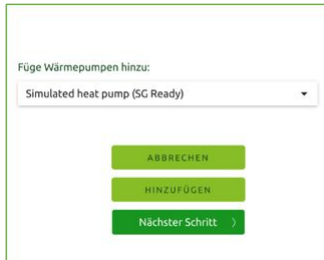 Füge Wärmepumpen hinzu:
Simulated heat pump (SG Ready)
ABBRECHEN
HINZUFÜGEN
Nächster Schritt